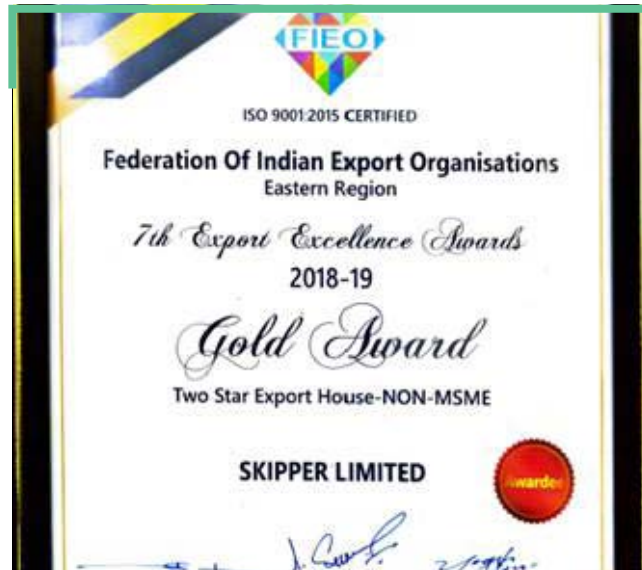 FIEO
ISO 9001:2015 CERTIFIED
Federation Of Indian Export Organisations
Eastern Region
7th Export Excellence Awards
2018-19
Gold Award
Two Star Export House-NON-MSME
SKIPPER LIMITED
Awardee